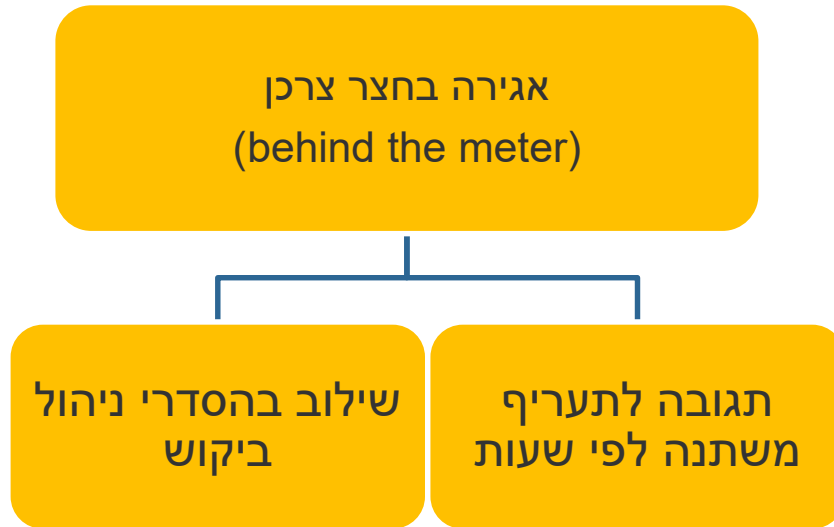 אגירה בחצר צרכן
(behind the meter)
תגובה לתעריף
משתנה לפי שעות
שילוב בהסדרי ניהול
ביקוש